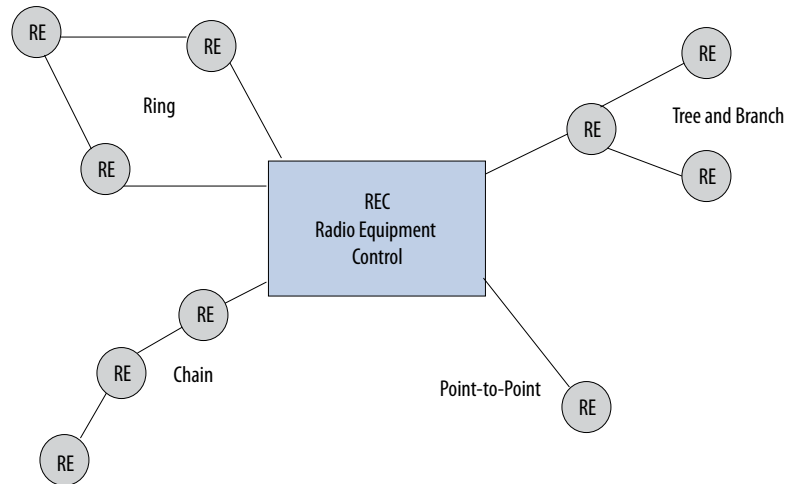 RE
RE
RE
RE
Ring
Tree and Branch
RE
RE
RE
REC
Radio Equipment
Control
RE
RE
Chain
Point-to-Point
RE
RE